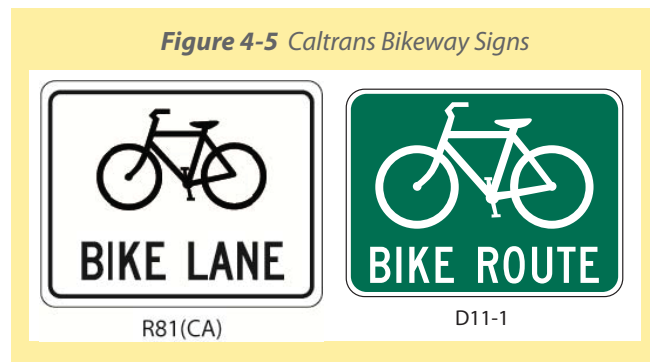 Figure 4-5 Caltrans Bikeway Signs
BIKE LANE
R81(CA)
BIKE ROUTE
D11-1